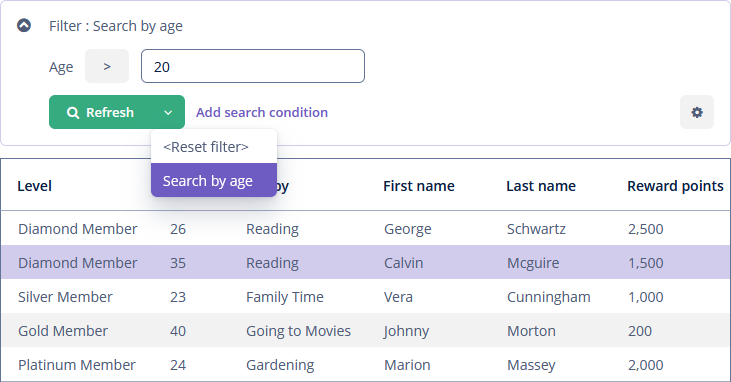 Filter : Search by age
Age > 20
Refresh Add search condition
<Reset filter>
Search by age
Level by First name Last name Reward points
Diamond Member 26 Reading George Schwartz 2,500
Diamond Member 35 Reading Calvin Mcguire 1,500
Silver Member 23 Family Time Vera Cunningham 1,000
Gold Member 40 Going to Movies Johnny Morton 200
Platinum Member 24 Gardening Marion Massey 2,000